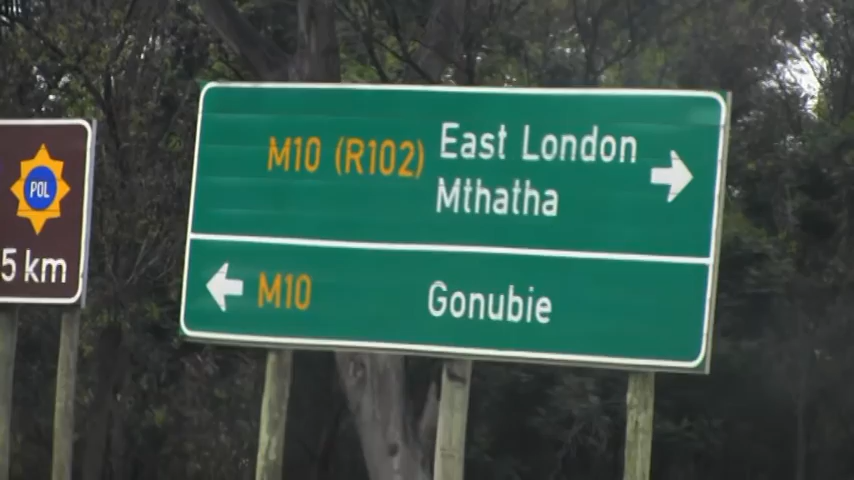 POL
5 km
M10 (R102) East London
Mthatha
M10 Gonubie